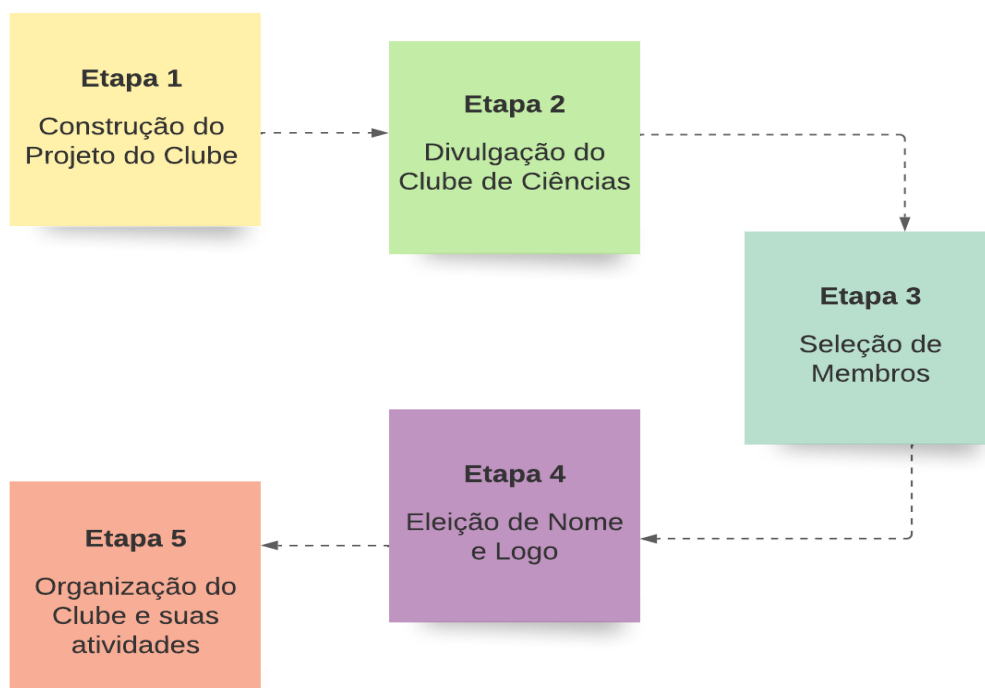 Etapa 1
Construção do
Projeto do Clube
Etapa 2
Divulgação do
Clube de Ciências
Etapa 3
Seleção de
Membros
Etapa 4
Eleição de Nome
e Logo
Etapa 5
Organização do
Clube e suas
atividades